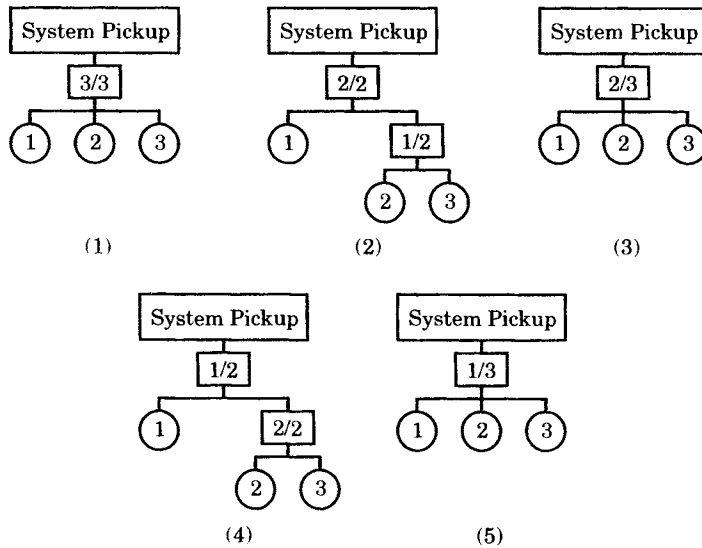 System Pickup System Pickup System Pickup
3/3 2/2 2/3
1 2 3 1 1/2 1 2 3
2 3
(1) (2) (3)
System Pickup System Pickup
1/2 1/3
1 2/2 1 2 3
2 3
(4) (5)